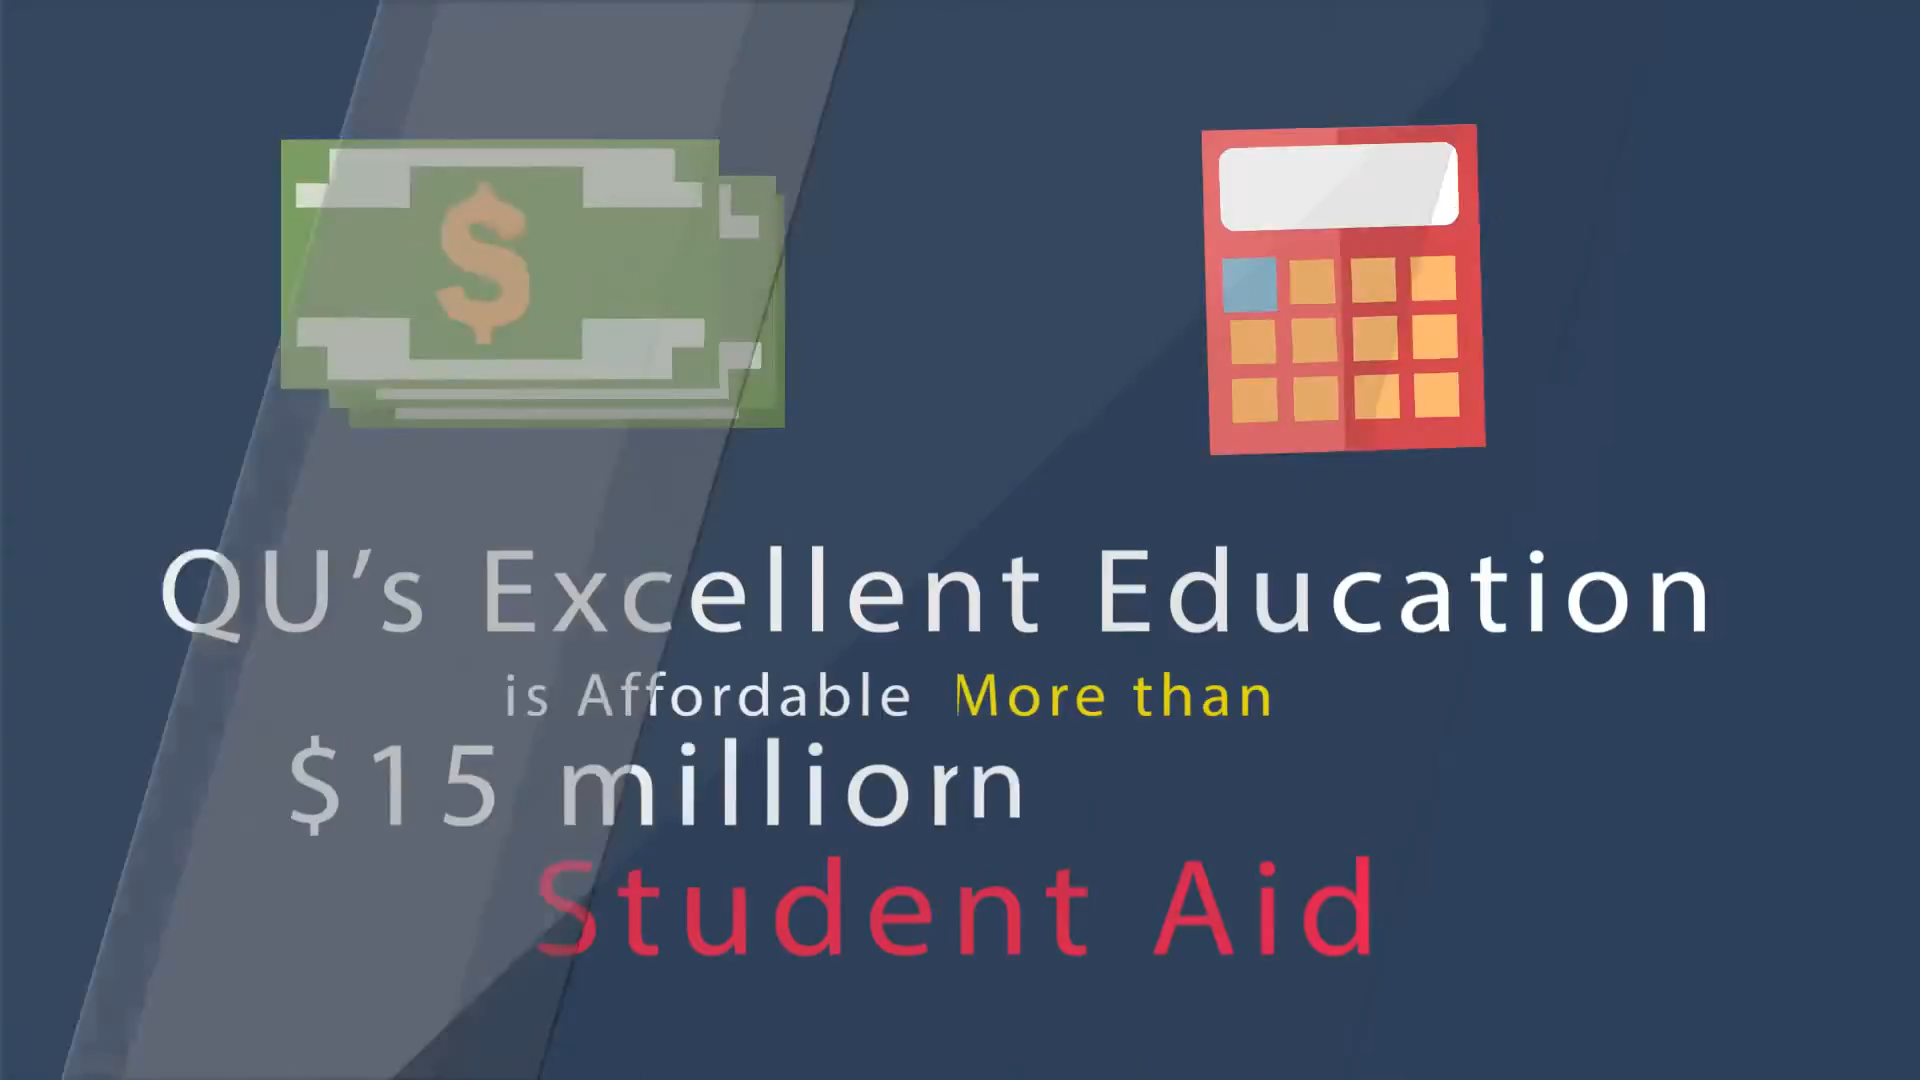 $
QU’s Excellent Education
is Affordable More than
$15 milliorn
Student Aid